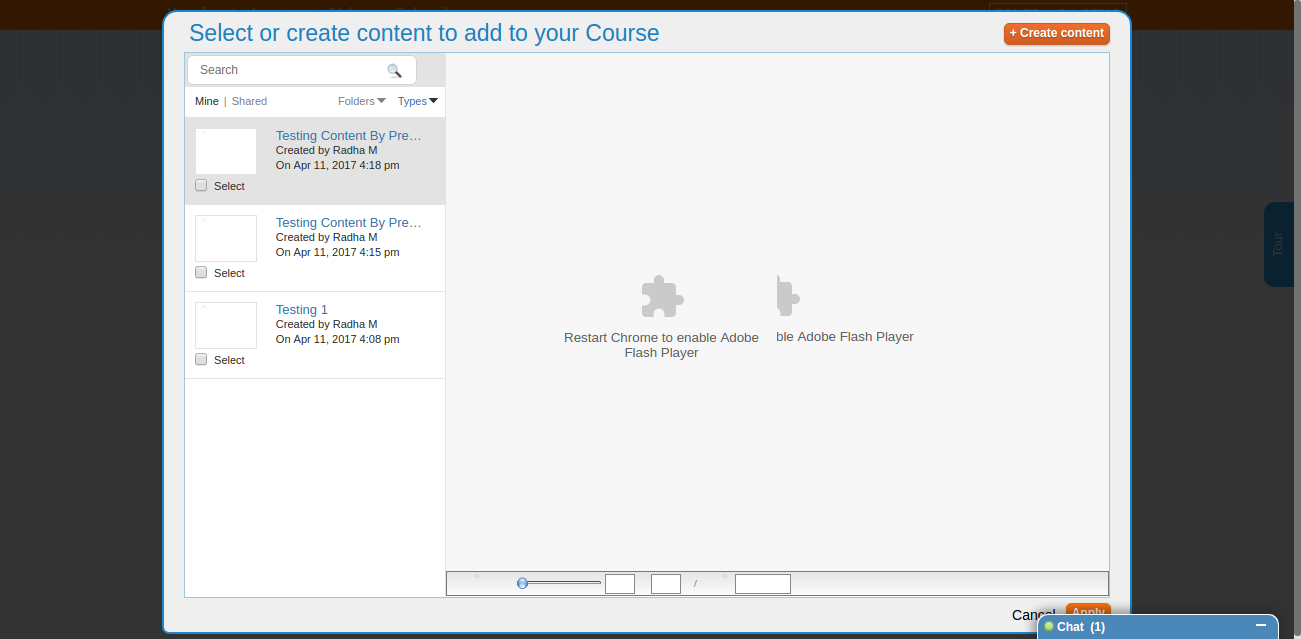 Select or create content to add to your Course
+ Create content
Search
Mine | Shared
Folders
Types
Testing Content By Pre…
Created by Radha M
On Apr 11, 2017 4:18 pm
Select
Testing Content By Pre…
Created by Radha M
On Apr 11, 2017 4:15 pm
Select
Testing 1
Created by Radha M
On Apr 11, 2017 4:08 pm
Select
Restart Chrome to enable Adobe
Flash Player
ble Adobe Flash Player
/
Tour
Cancel
Apply
Chat (1)